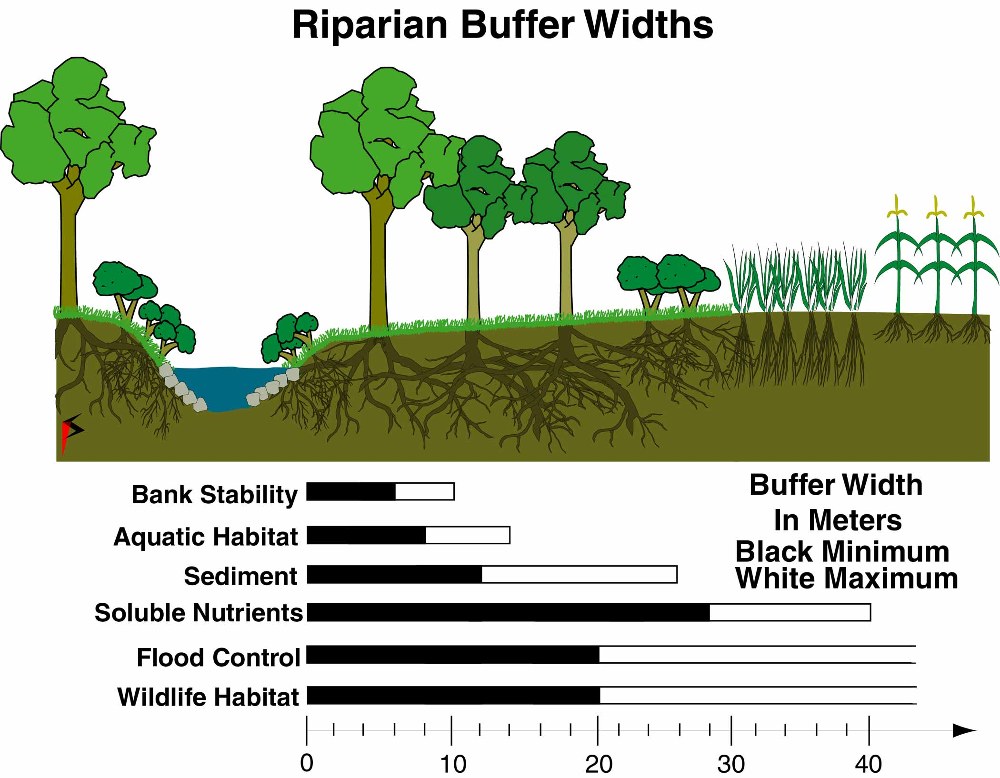 Riparian Buffer Widths
Bank Stability
Aquatic Habitat
Sediment
Soluble Nutrients
Flood Control
Wildlife Habitat
Buffer Width
In Meters
Black Minimum
White Maximum
0 10 20 30 40